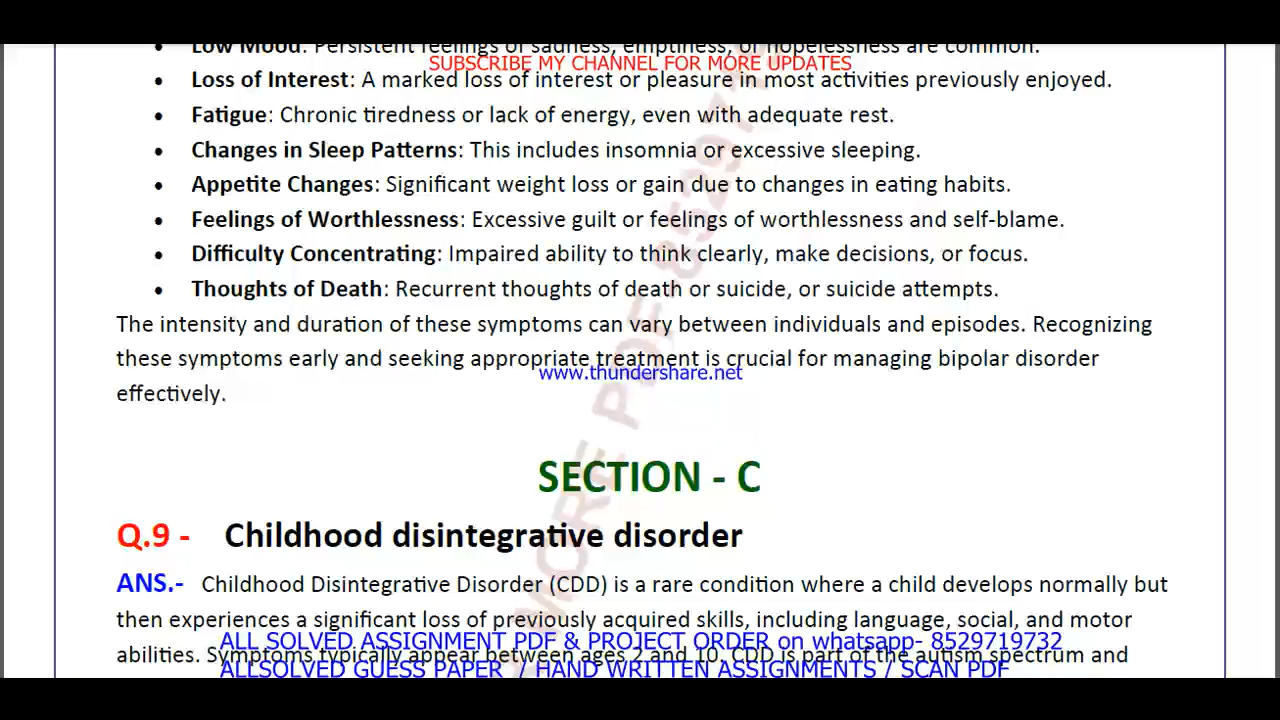 • Low Mood: Persistent feelings of sadness, emptiness, or hopelessness are common.
SUBSCRIBE MY CHANNEL FOR MORE UPDATES
• Loss of Interest: A marked loss of interest or pleasure in most activities previously enjoyed.
• Fatigue: Chronic tiredness or lack of energy, even with adequate rest.
• Changes in Sleep Patterns: This includes insomnia or excessive sleeping.
• Appetite Changes: Significant weight loss or gain due to changes in eating habits.
• Feelings of Worthlessness: Excessive guilt or feelings of worthlessness and self-blame.
• Difficulty Concentrating: Impaired ability to think clearly, make decisions, or focus.
• Thoughts of Death: Recurrent thoughts of death or suicide, or suicide attempts.
The intensity and duration of these symptoms can vary between individuals and episodes. Recognizing
these symptoms early and seeking appropriate treatment is crucial for managing bipolar disorder
www.thundershare.net
effectively.
SECTION - C
Q.9 - Childhood disintegrative disorder
ANS.- Childhood Disintegrative Disorder (CDD) is a rare condition where a child develops normally but
then experiences a significant loss of previously acquired skills, including language, social, and motor
ALL SOLVED ASSIGNMENT PDF & PROJECT ORDER on whatsapp- 8529719732
abilities. Symptoms typically appear between ages 2 and 10. CDD is part of the autism spectrum and
ALLSOLVED GUESS PAPER / HAND WRITTEN ASSIGNMENTS / SCAN PDF
MORE PDF-852971